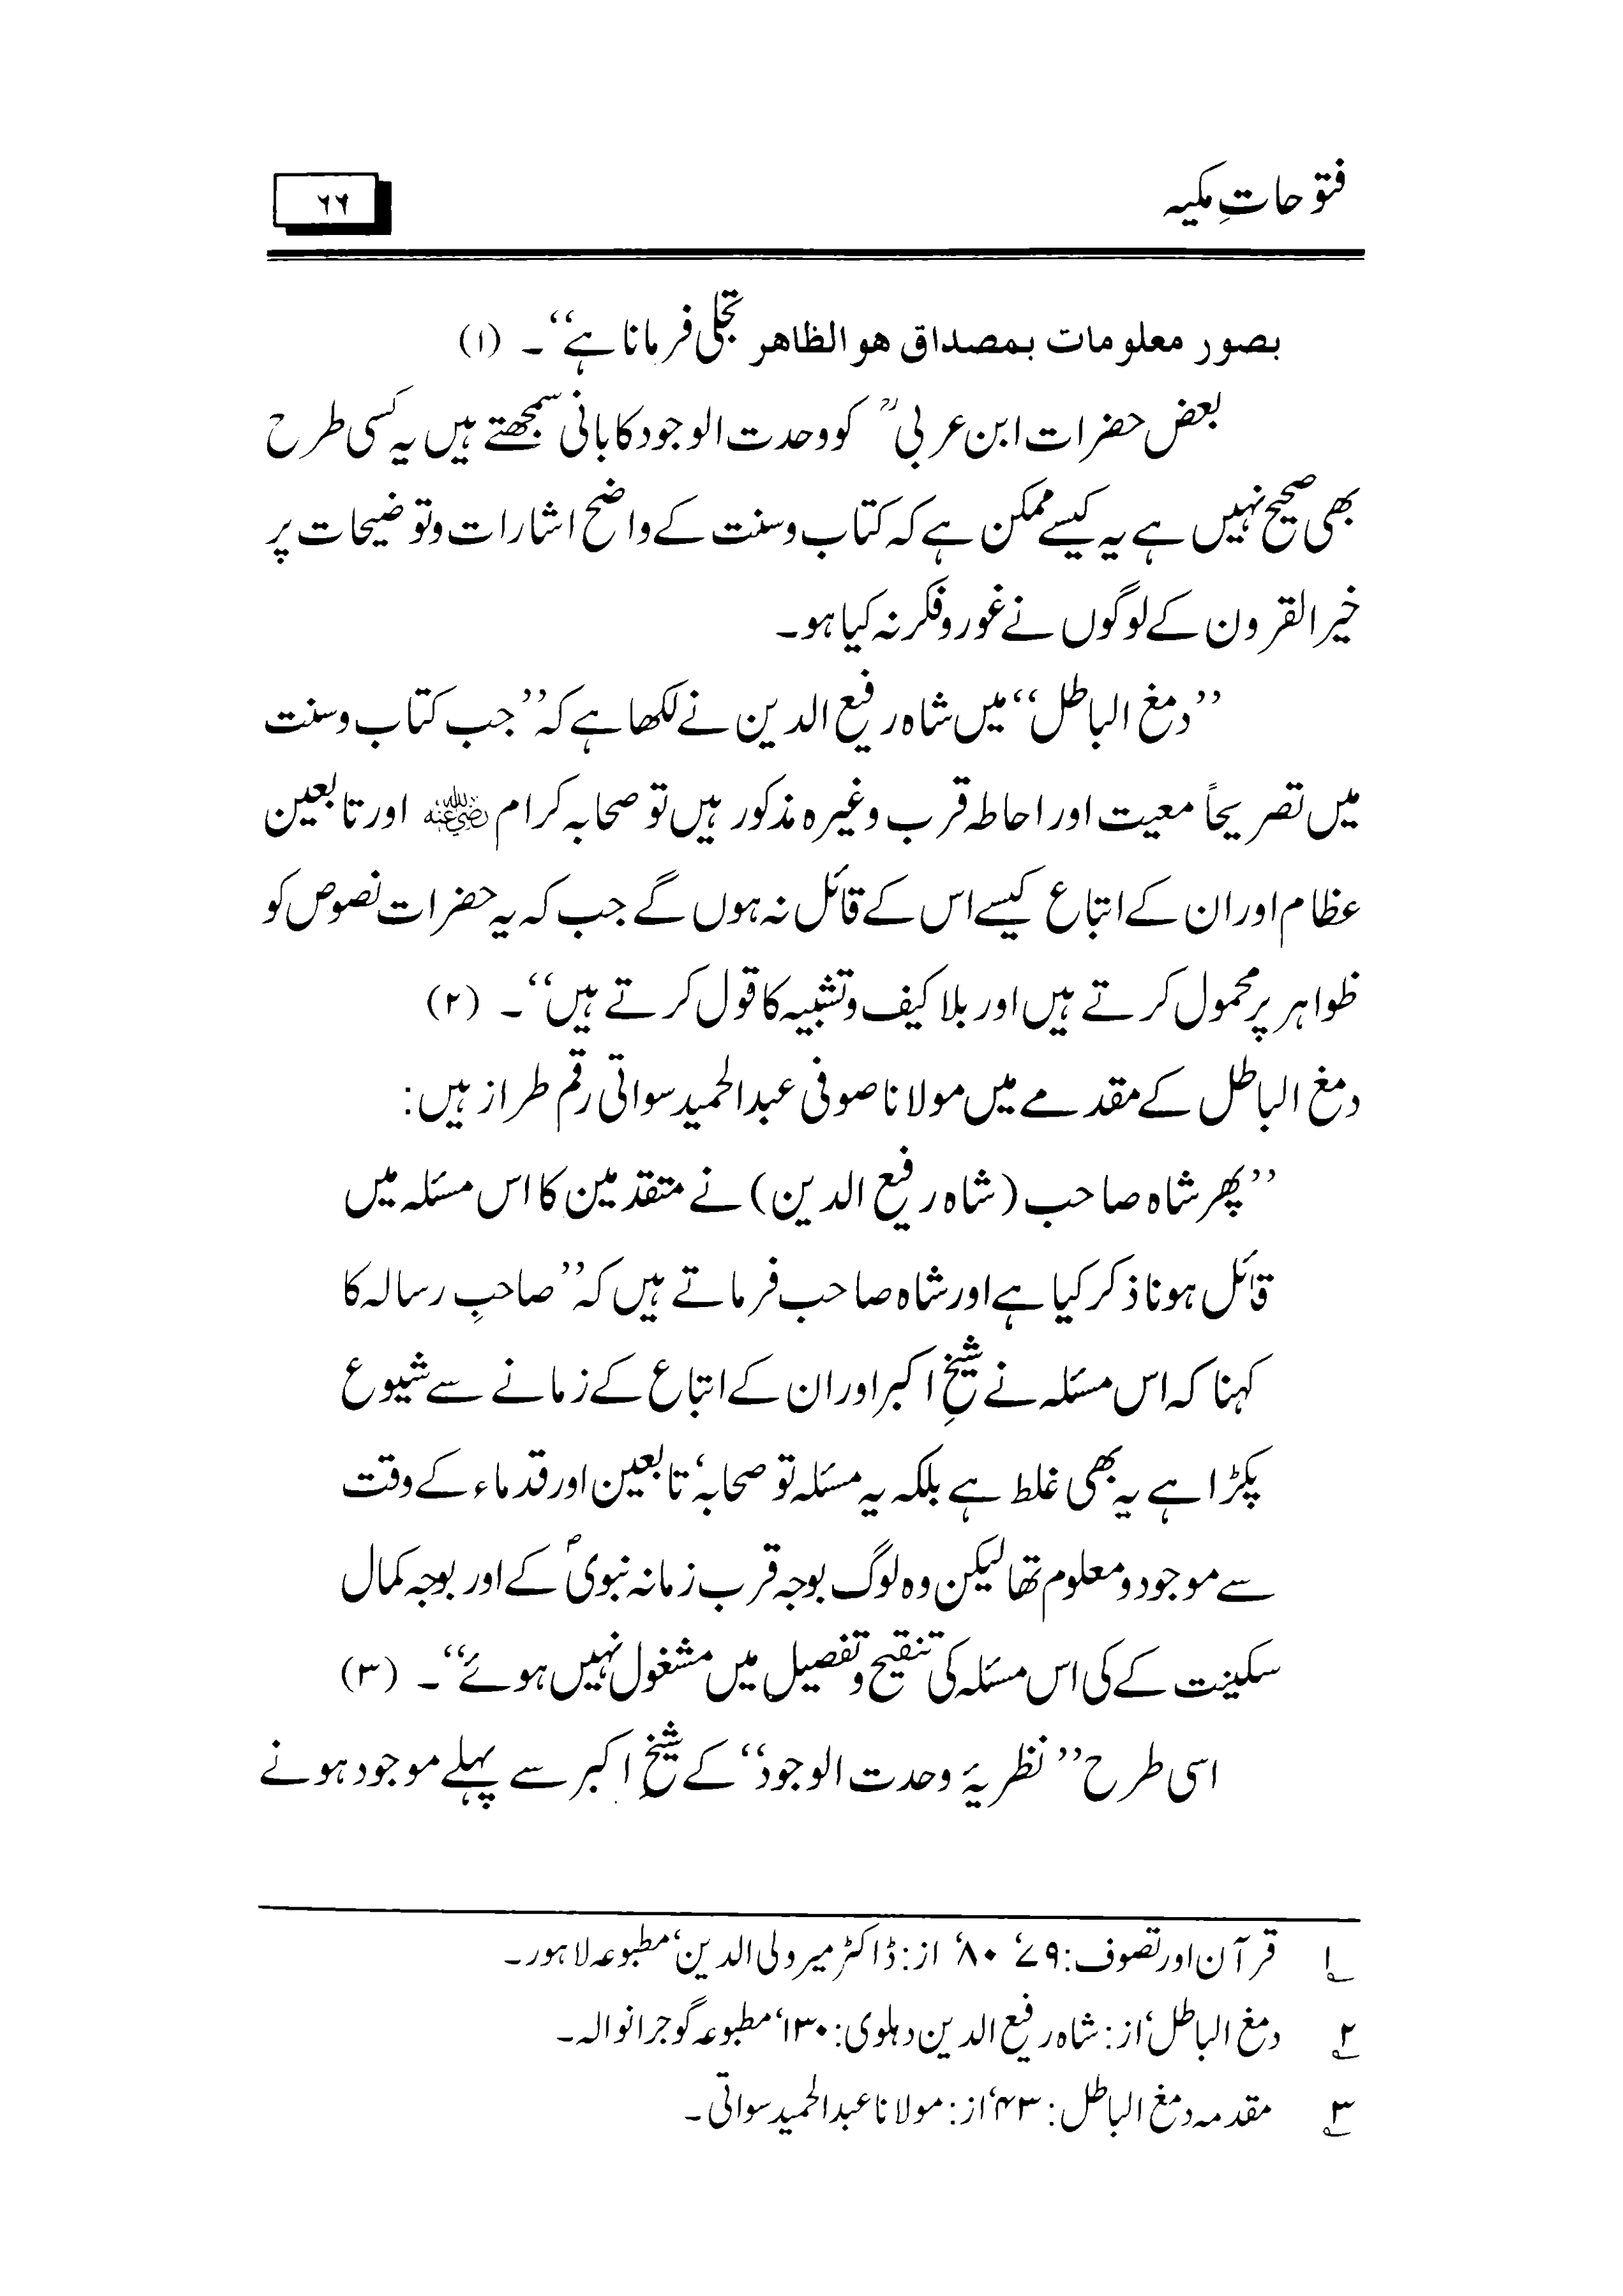 فتوحاتِ مکیہ
۶۶
بصور معلومات بمصداق هو الظاهر تجلی فرمانا ہے‘‘۔ (۱)
بعض حضرات ابن عربیؒ کو وحدت الوجود کا بانی سمجھتے ہیں یہ کسی طرح
بھی صحیح نہیں ہے یہ کیسے ممکن ہے کہ کتاب و سنت کے واضح اشارات و توضیحات پر
خیر القرون کے لوگوں نے غور و فکر نہ کیا ہو۔
’’دمغ الباطل‘‘ میں شاہ رفیع الدین نے لکھا ہے کہ ’’جب کتاب و سنت
میں تصریحاً معیت اور احاطہ قرب وغیرہ مذکور ہیں تو صحابہ کرام رضی اللہ عنہ اور تابعین
عظام اور ان کے اتباع کیسے اس کے قائل نہ ہوں گے جب کہ یہ حضرات نصوص کو
ظواہر پر محمول کرتے ہیں اور بلا کیف و تشبیہ کا قول کرتے ہیں‘‘۔ (۲)
دمغ الباطل کے مقدمے میں مولانا صوفی عبدالحمید سواتی رقم طراز ہیں:
’’پھر شاہ صاحب (شاہ رفیع الدین) نے متقدمین کا اس مسئلہ میں
قائل ہونا ذکر کیا ہے اور شاہ صاحب فرماتے ہیں کہ ’’صاحبِ رسالہ کا
کہنا کہ اس مسئلہ نے شیخِ اکبر اور ان کے اتباع کے زمانے سے شیوع
پکڑا ہے یہ بھی غلط ہے بلکہ یہ مسئلہ تو صحابہ‘ تابعین اور قدماء کے وقت
سے موجود و معلوم تھا لیکن وہ لوگ بوجہ قرب زمانہ نبویؐ کے اور بوجہ کمال
سکینت کے کی اس مسئلہ کی تنقیح و تفصیل میں مشغول نہیں ہوئے‘‘۔ (۳)
اسی طرح ’’نظریۂ وحدت الوجود‘‘ کے شیخِ اکبر سے پہلے موجود ہونے
۱؎ قرآن اور تصوف: ۷۹‘ ۸۰‘ از: ڈاکٹر میر ولی الدین‘ مطبوعہ لاہور۔
۲؎ دمغ الباطل‘ از: شاہ رفیع الدین دہلوی: ۱۳۰‘ مطبوعہ گوجرانوالہ۔
۳؎ مقدمہ دمغ الباطل: ۴۳‘ از: مولانا عبدالحمید سواتی۔